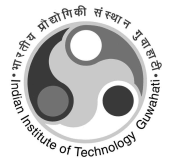 भारतीय प्रौद्योगिकी संस्थान गुवाहाटी
Indian Institute of Technology Guwahati